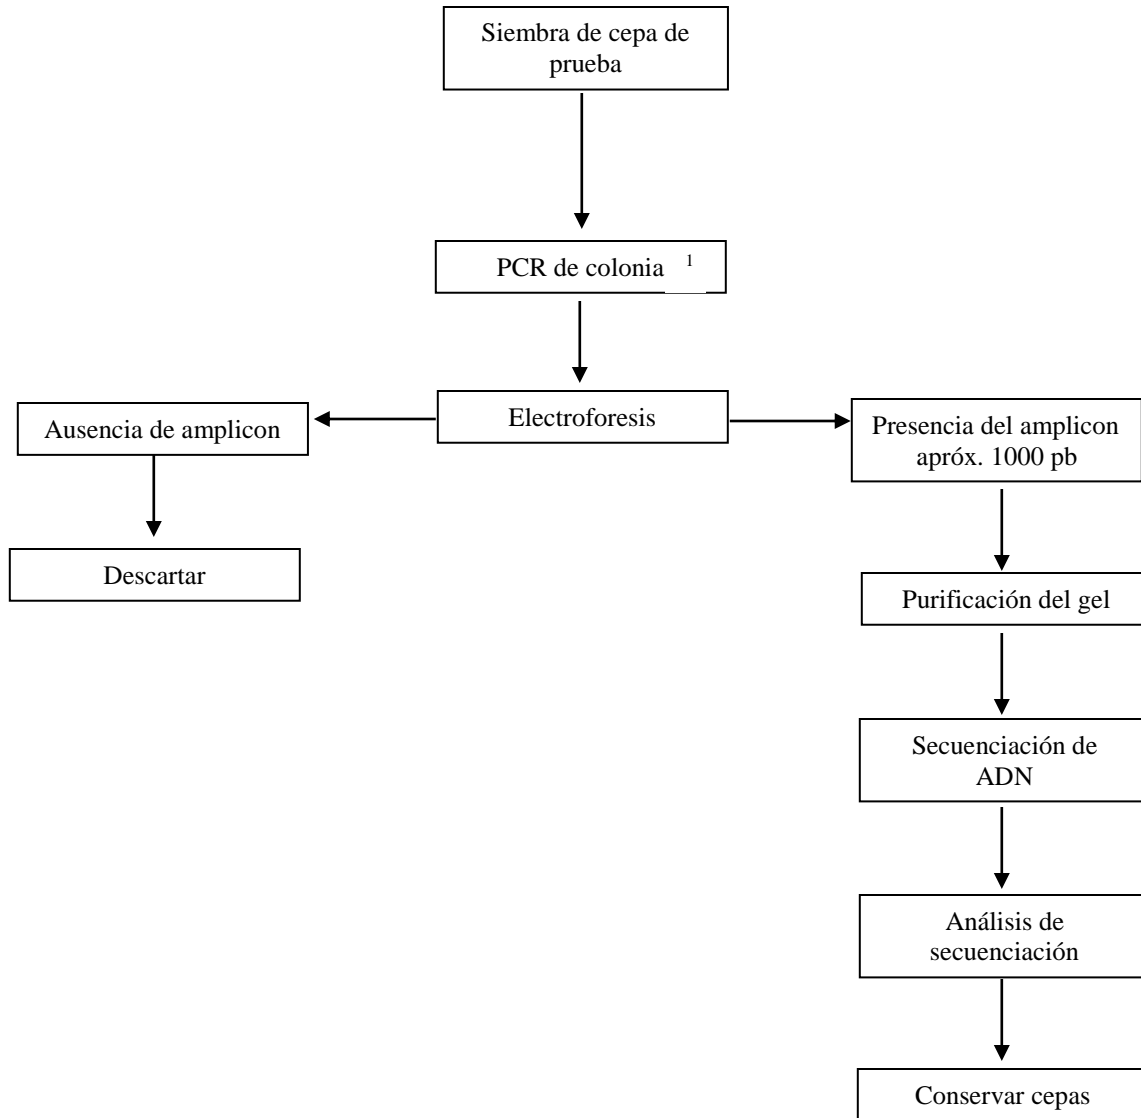 Siembra de cepa de
prueba
PCR de colonia 1
Electroforesis
Ausencia de amplicon
Descartar
Presencia del amplicon
apróx. 1000 pb
Purificación del gel
Secuenciación de
ADN
Análisis de
secuenciación
Conservar cepas